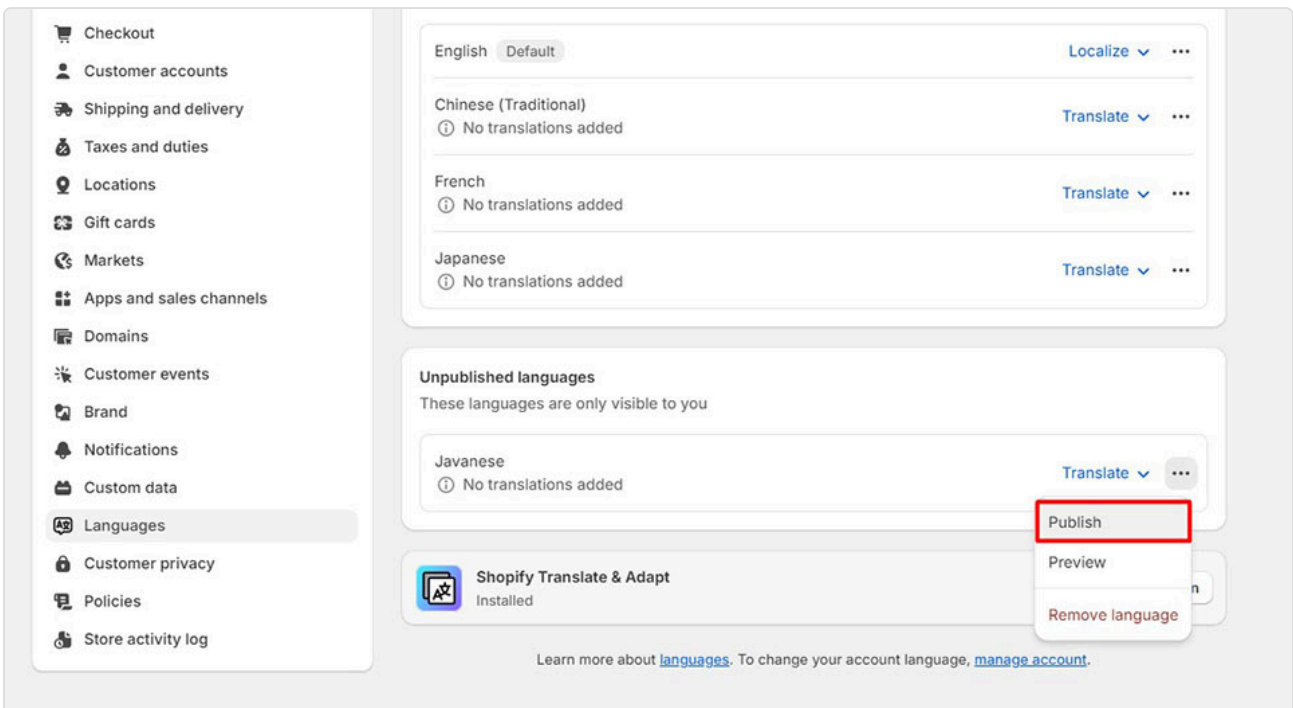 Checkout
Customer accounts
Shipping and delivery
Taxes and duties
Locations
Gift cards
Markets
Apps and sales channels
Domains
Customer events
Brand
Notifications
Custom data
Languages
Customer privacy
Policies
Store activity log
English Default Localize
Chinese (Traditional)
No translations added Translate
French
No translations added Translate
Japanese
No translations added Translate
Unpublished languages
These languages are only visible to you
Javanese
No translations added Translate
Publish
Preview
Remove language
Shopify Translate & Adapt
Installed
Learn more about languages. To change your account language, manage account.